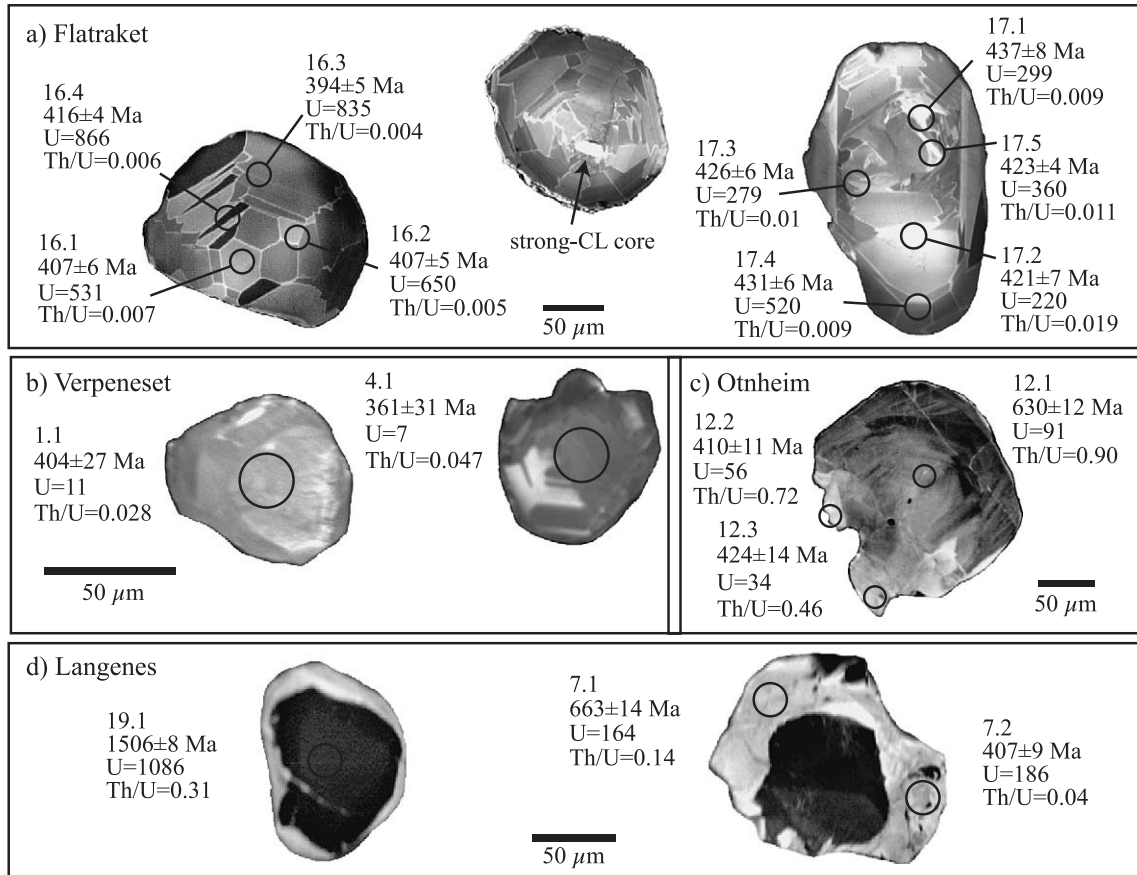 a) Flatraket
16.4
416±4 Ma
U=866
Th/U=0.006
16.3
394±5 Ma
U=835
Th/U=0.004
16.1
407±6 Ma
U=531
Th/U=0.007
16.2
407±5 Ma
U=650
Th/U=0.005
strong-CL core
50 µm
17.1
437±8 Ma
U=299
Th/U=0.009
17.3
426±6 Ma
U=279
Th/U=0.01
17.5
423±4 Ma
U=360
Th/U=0.011
17.4
431±6 Ma
U=520
Th/U=0.009
17.2
421±7 Ma
U=220
Th/U=0.019
b) Verpeneset
1.1
404±27 Ma
U=11
Th/U=0.028
4.1
361±31 Ma
U=7
Th/U=0.047
50 µm
c) Otnheim
12.2
410±11 Ma
U=56
Th/U=0.72
12.1
630±12 Ma
U=91
Th/U=0.90
12.3
424±14 Ma
U=34
Th/U=0.46
50 µm
d) Langenes
19.1
1506±8 Ma
U=1086
Th/U=0.31
7.1
663±14 Ma
U=164
Th/U=0.14
7.2
407±9 Ma
U=186
Th/U=0.04
50 µm